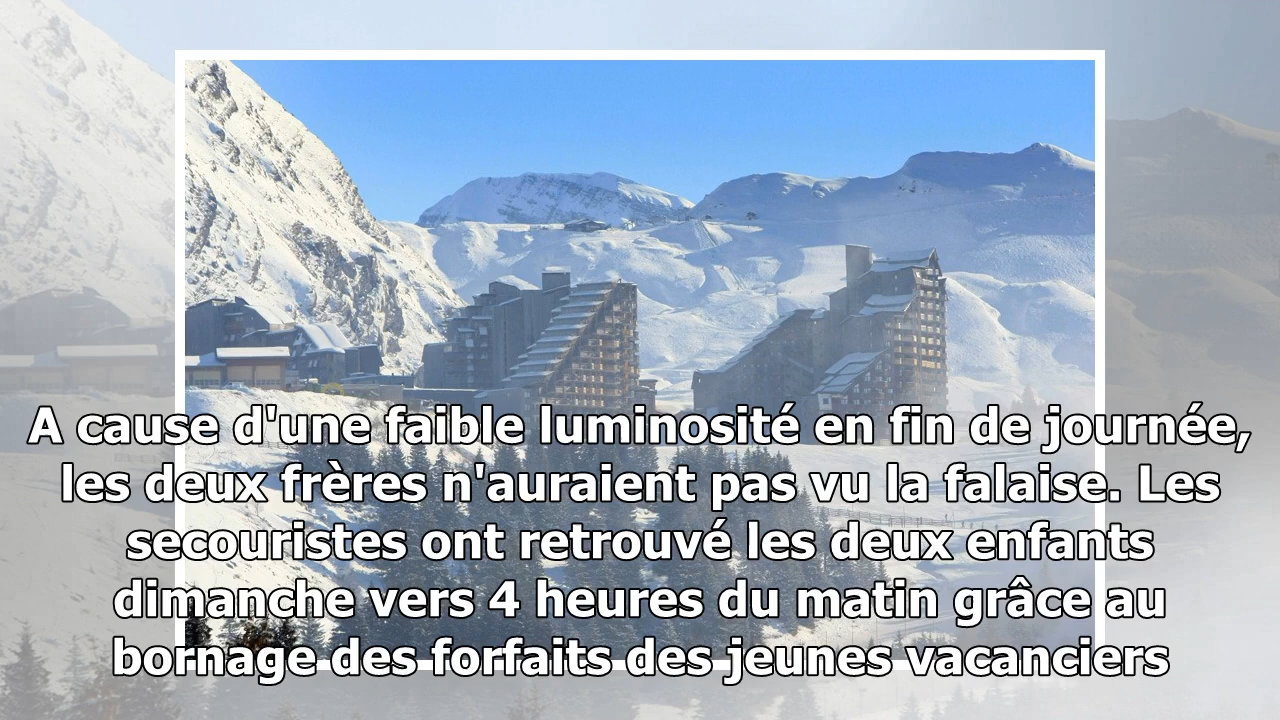 A cause d'une faible luminosité en fin de journée,
les deux frères n'auraient pas vu la falaise. Les
secouristes ont retrouvé les deux enfants
dimanche vers 4 heures du matin grâce au
bornage des forfaits des jeunes vacanciers